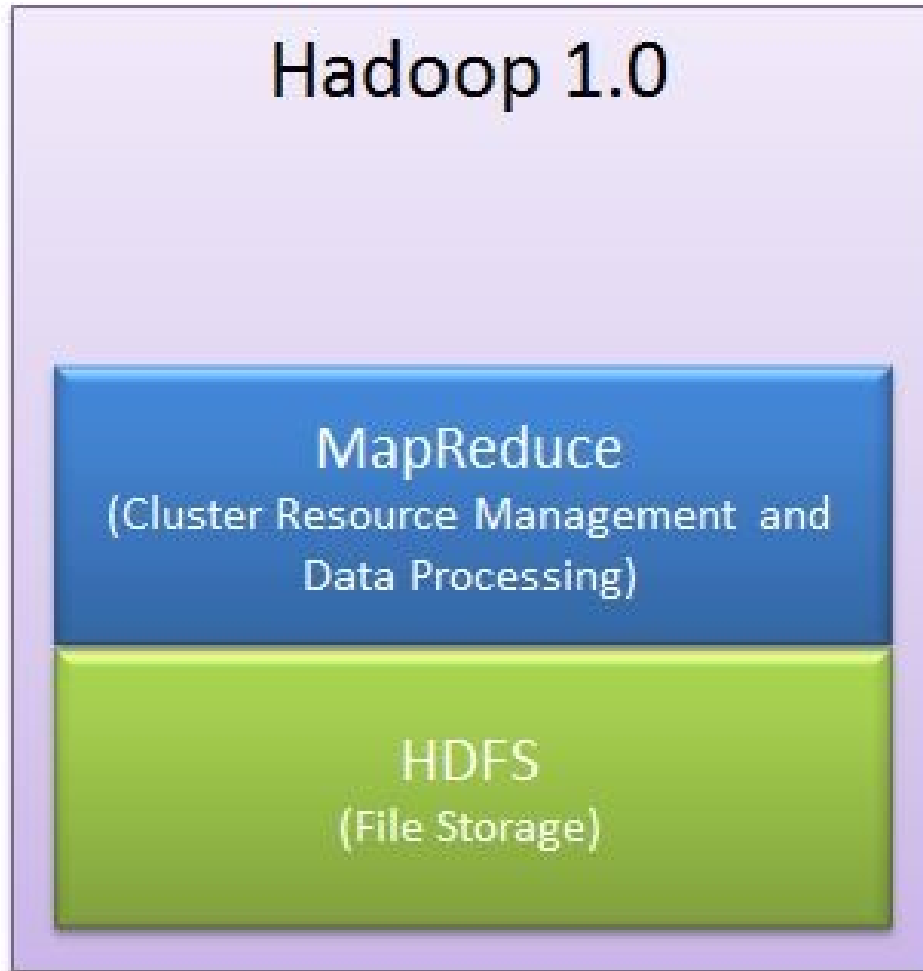 Hadoop 1.0
MapReduce
(Cluster Resource Management and
Data Processing)
HDFS
(File Storage)